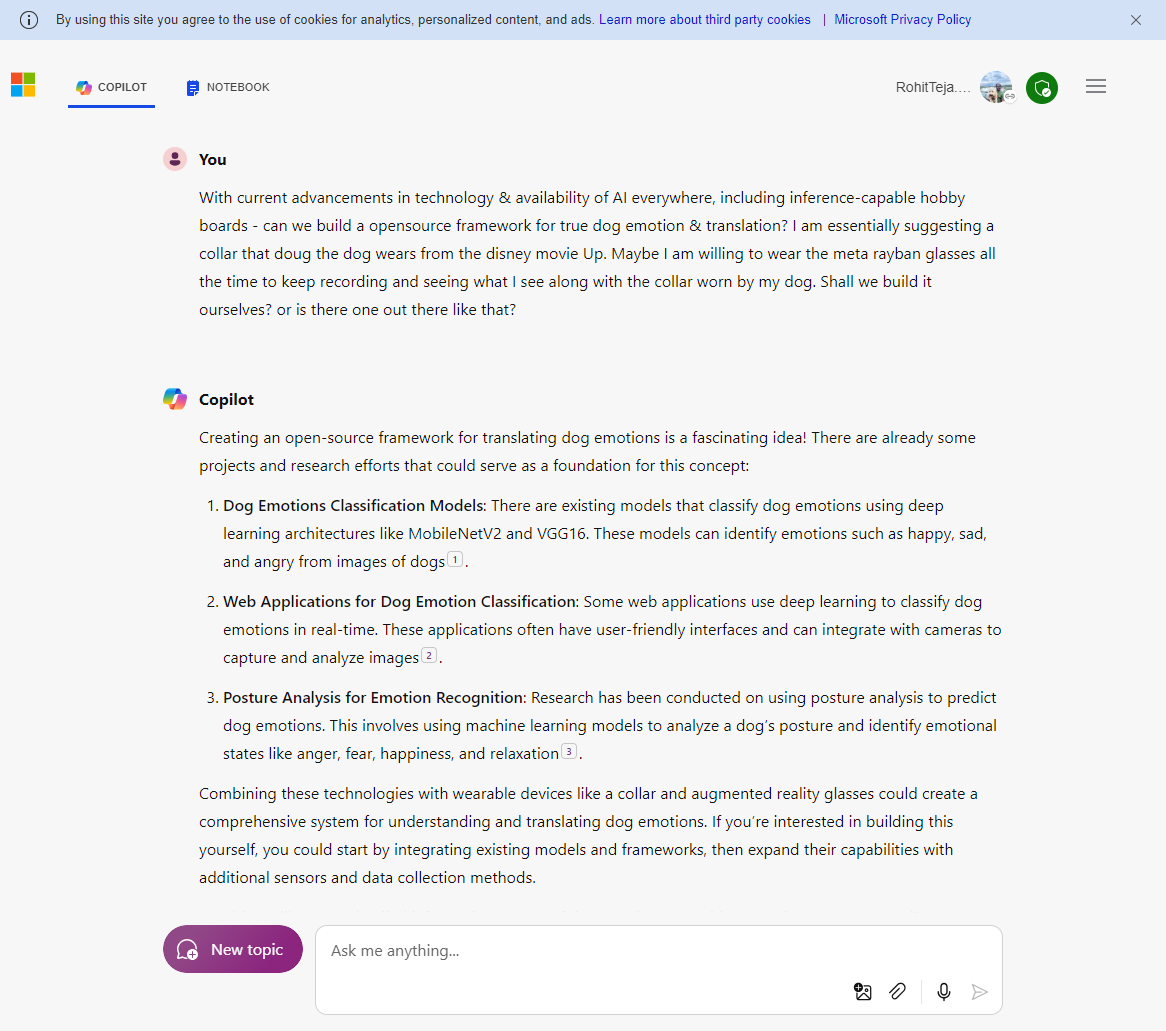 By using this site you agree to the use of cookies for analytics, personalized content, and ads. Learn more about third party cookies | Microsoft Privacy Policy
COPILOT
NOTEBOOK
RohitTeja....
You
With current advancements in technology & availability of AI everywhere, including inference-capable hobby
boards - can we build a opensource framework for true dog emotion & translation? I am essentially suggesting a
collar that doug the dog wears from the disney movie Up. Maybe I am willing to wear the meta rayban glasses all
the time to keep recording and seeing what I see along with the collar worn by my dog. Shall we build it
ourselves? or is there one out there like that?
Copilot
Creating an open-source framework for translating dog emotions is a fascinating idea! There are already some
projects and research efforts that could serve as a foundation for this concept:
1. Dog Emotions Classification Models: There are existing models that classify dog emotions using deep
learning architectures like MobileNetV2 and VGG16. These models can identify emotions such as happy, sad,
and angry from images of dogs 1 .
2. Web Applications for Dog Emotion Classification: Some web applications use deep learning to classify dog
emotions in real-time. These applications often have user-friendly interfaces and can integrate with cameras to
capture and analyze images 2 .
3. Posture Analysis for Emotion Recognition: Research has been conducted on using posture analysis to predict
dog emotions. This involves using machine learning models to analyze a dog's posture and identify emotional
states like anger, fear, happiness, and relaxation 3 .
Combining these technologies with wearable devices like a collar and augmented reality glasses could create a
comprehensive system for understanding and translating dog emotions. If you're interested in building this
yourself, you could start by integrating existing models and frameworks, then expand their capabilities with
additional sensors and data collection methods.
New topic
Ask me anything...